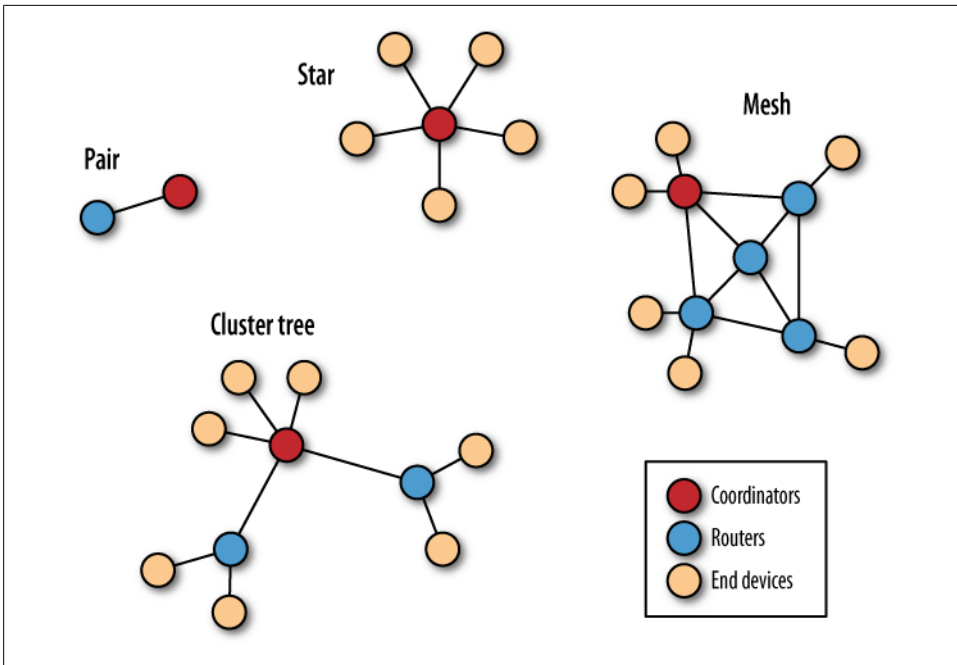 Star
Mesh
Pair
Cluster tree
Coordinators
Routers
End devices